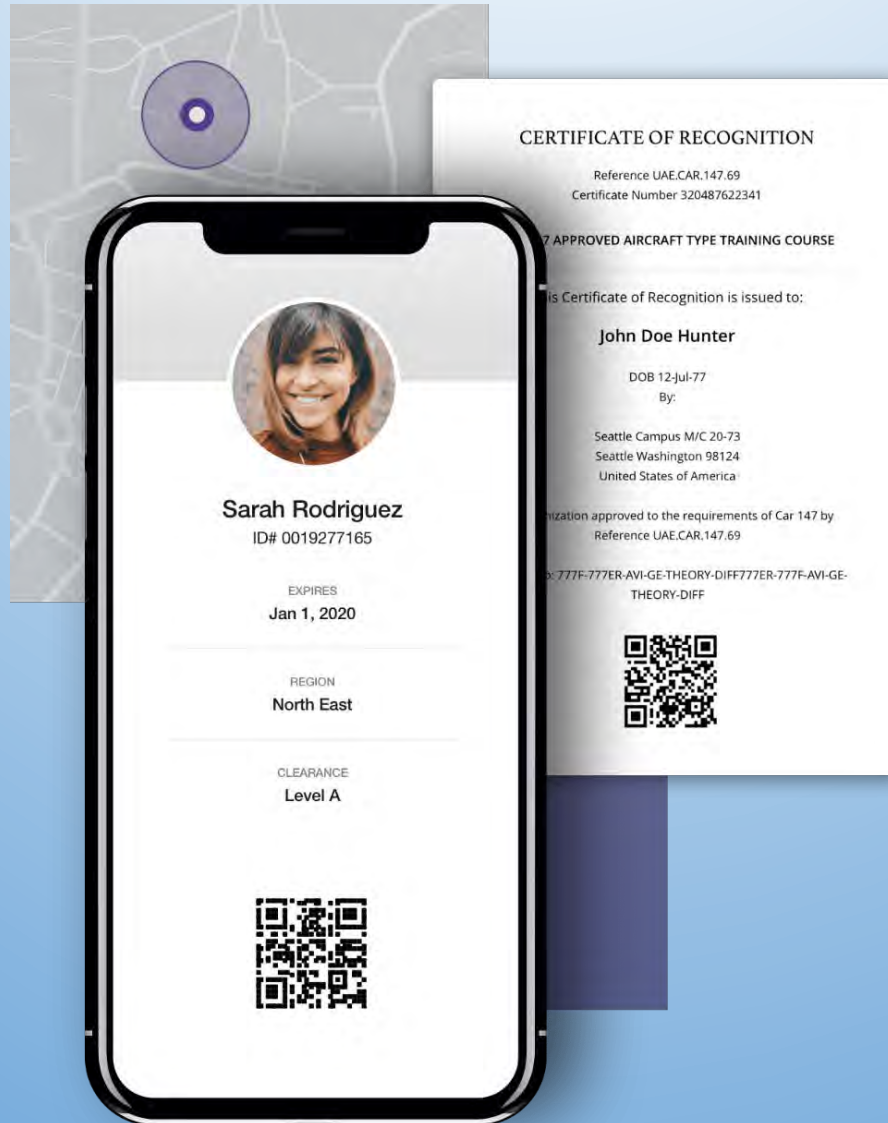 CERTIFICATE OF RECOGNITION
Reference UAE.CAR.147.69
Certificate Number 320487622341
7 APPROVED AIRCRAFT TYPE TRAINING COURSE
is Certificate of Recognition is issued to:
John Doe Hunter
DOB 12-Jul-77
By:
Seattle Campus M/C 20-73
Seattle Washington 98124
United States of America
approved to the requirements of Car 147 by
Reference UAE.CAR.147.69
777F-777ER-AVI-GE-THEORY-DIFF777ER-777F-AVI-GE-
THEORY-DIFF
Sarah Rodriguez
ID# 0019277165
EXPIRES
Jan 1, 2020
REGION
North East
CLEARANCE
Level A